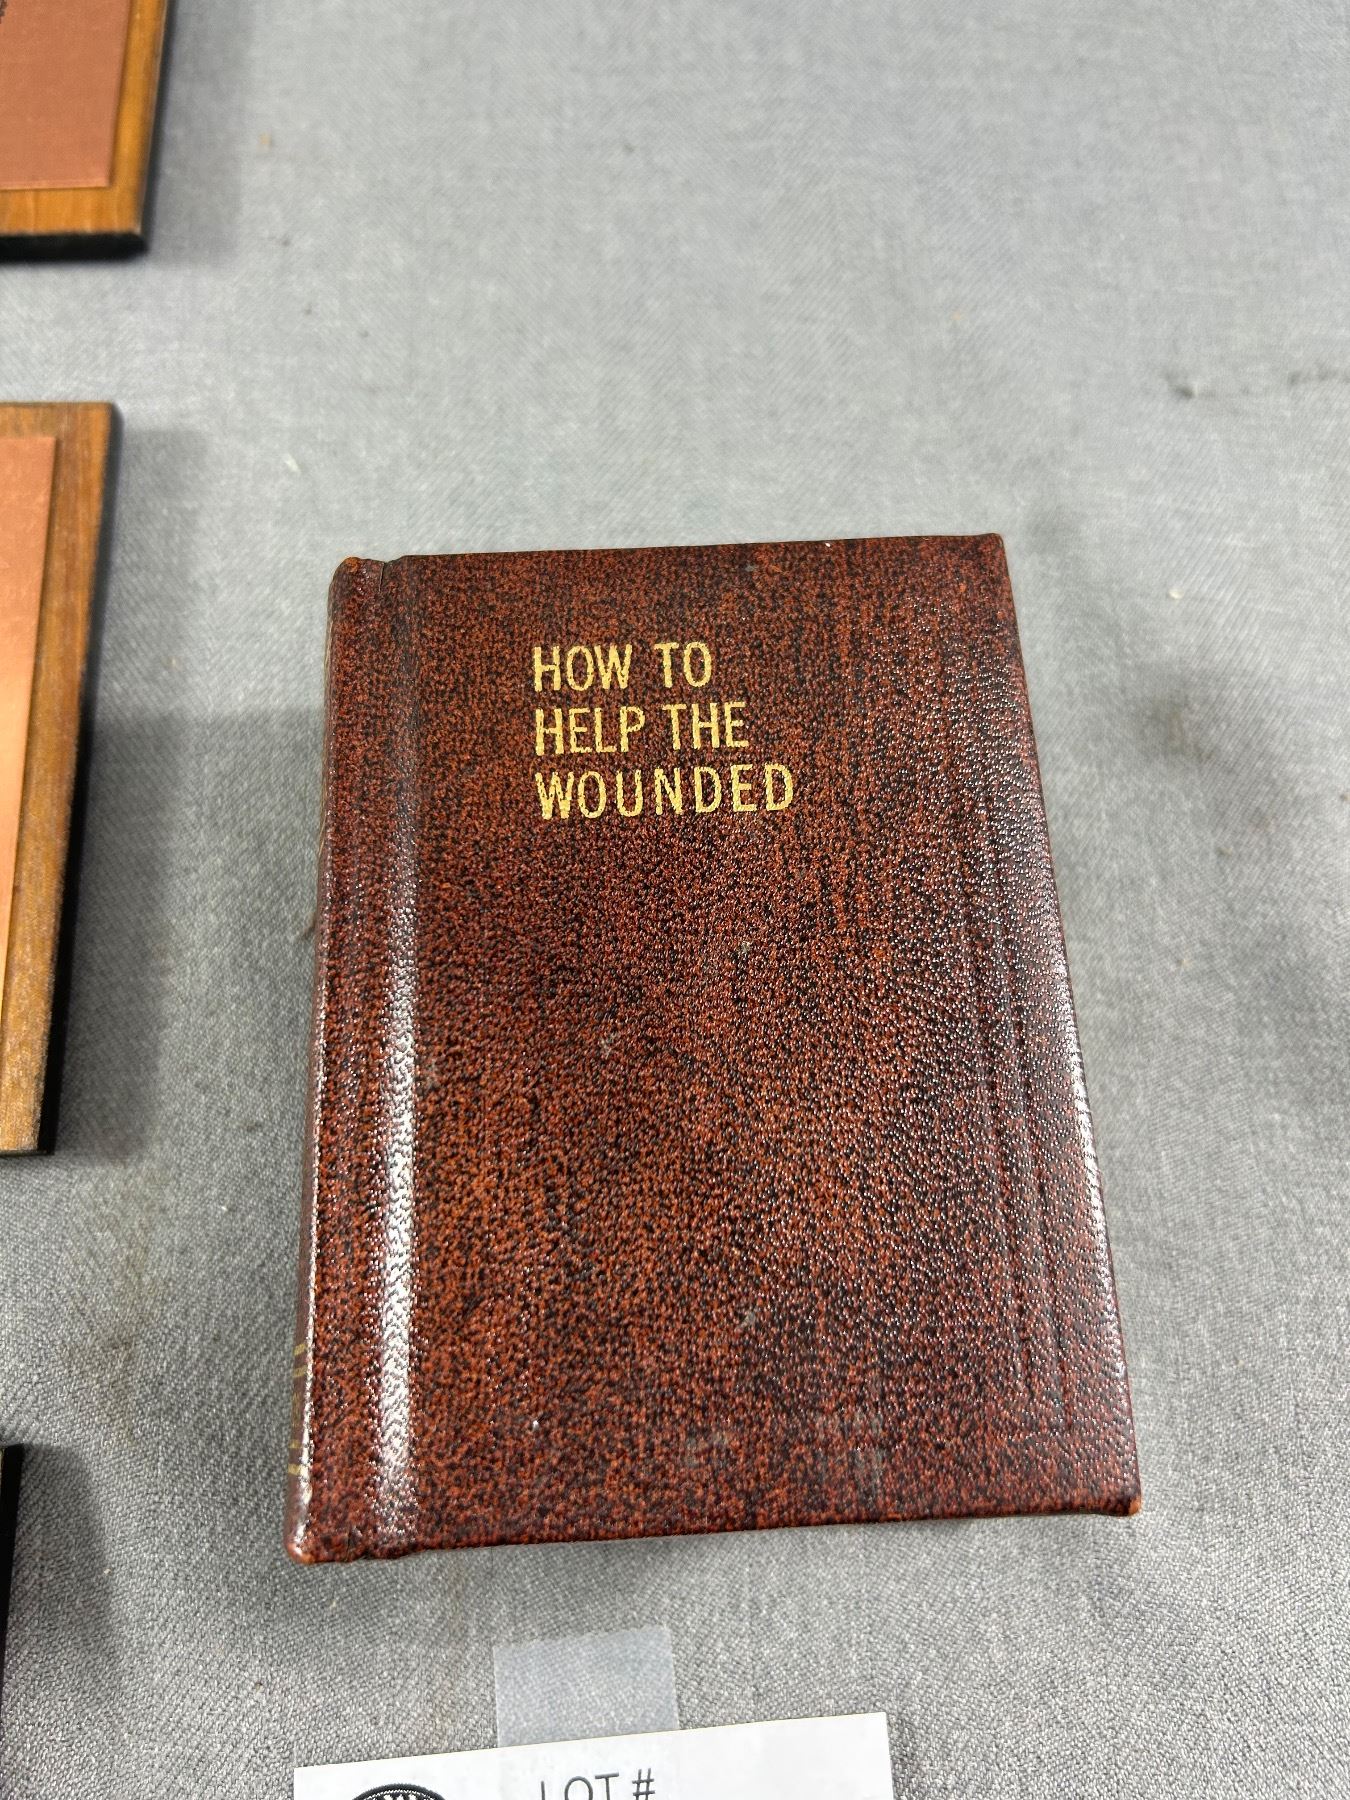 HOW TO
HELP THE
WOUNDED
LOT #